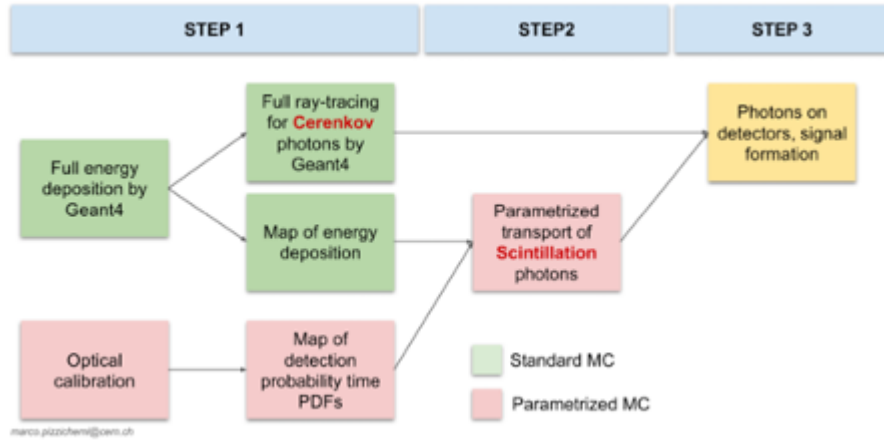 STEP 1
STEP2
STEP 3
Full energy
deposition by
Geant4
Full ray-tracing
for Cerenkov
photons by
Geant4
Map of energy
deposition
Optical
calibration
Map of
detection
probability time
PDFs
Parametrized
transport of
Scintillation
photons
Photons on
detectors, signal
formation
Standard MC
Parametrized MC
marco.pizzichemi@cern.ch